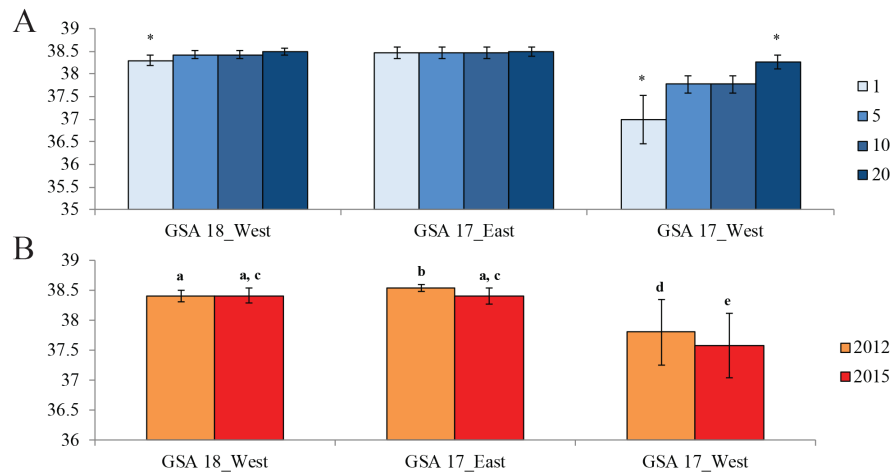 A
39
38.5
38
37.5
37
36.5
36
35.5
35
*
*
*
GSA 18_West
GSA 17_East
GSA 17_West
1
5
10
20
B
39
38.5
38
37.5
37
36.5
36
a
a, c
b
a, c
d
e
GSA 18_West
GSA 17_East
GSA 17_West
2012
2015